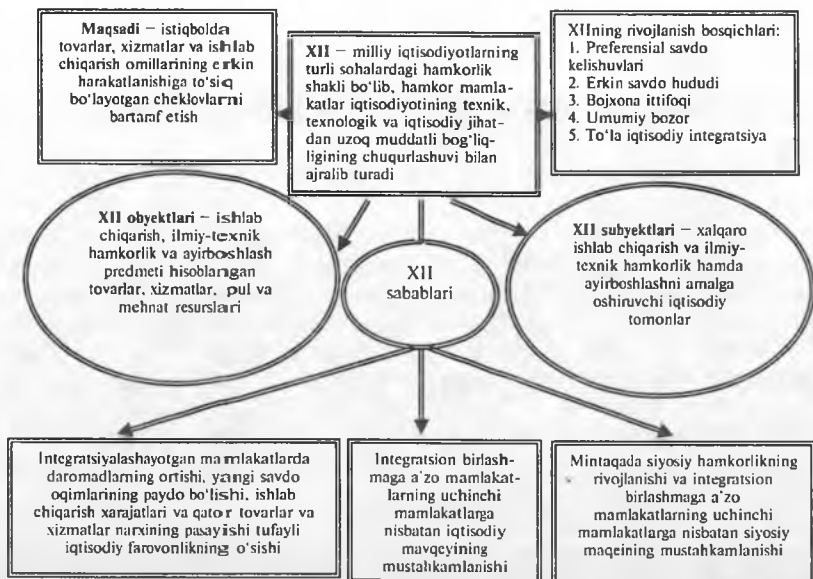 Maqsadi – istiqbolda
tovarlar, xizmatlar va ishlab
chiqarish omillarining erkin
harakatlanishiga to‘siq
bo‘layotgan cheklovlarni
bartaraf etish
XII – milliy iqtisodiyotlarning
turli sohalardagi hamkorlik
shakli bo‘lib, hamkor mamla-
katlar iqtisodiyotining texnik,
texnologik va iqtisodiy jihat-
dan uzoq muddatli bog‘liq-
ligining chuqurlashuvi bilan
ajralib turadi
XIIning rivojlanish bosqichlari:
1. Preferensial savdo
kelishuvlari
2. Erkin savdo hududi
3. Bojxona ittifoqi
4. Umumiy bozor
5. To‘la iqtisodiy integratsiya
XII obyektlari – ishlab
chiqarish, ilmiy-texnik
hamkorlik va ayirboshlash
predmeti hisoblangan
tovarlar, xizmatlar, pul va
mehnat resurslari
XII
sabablari
XII subyektlari – xalqaro
ishlab chiqarish va ilmiy-
texnik hamkorlik hamda
ayirboshlashni amalga
oshiruvchi iqtisodiy
tomonlar
Integratsiyalashayotgan mamlakatlarda
daromadlarning ortishi, yangi savdo
oqimlarining paydo bo‘lishi, ishlab
chiqarish xarajatlari va qator tovarlar va
xizmatlar narxining pasayishi tufayli
iqtisodiy farovonlikning o‘sishi
Integratsion birlash-
maga a’zo mamlakat-
larning uchinchi
mamlakatlarga
nisbatan iqtisodiy
mavqeyining
mustahkamlanishi
Mintaqada siyosiy hamkorlikning
rivojlanishi va integratsion
birlashmaga a’zo
mamlakatlarning uchinchi
mamlakatlarga nisbatan siyosiy
maqeining mustahkamlanishi